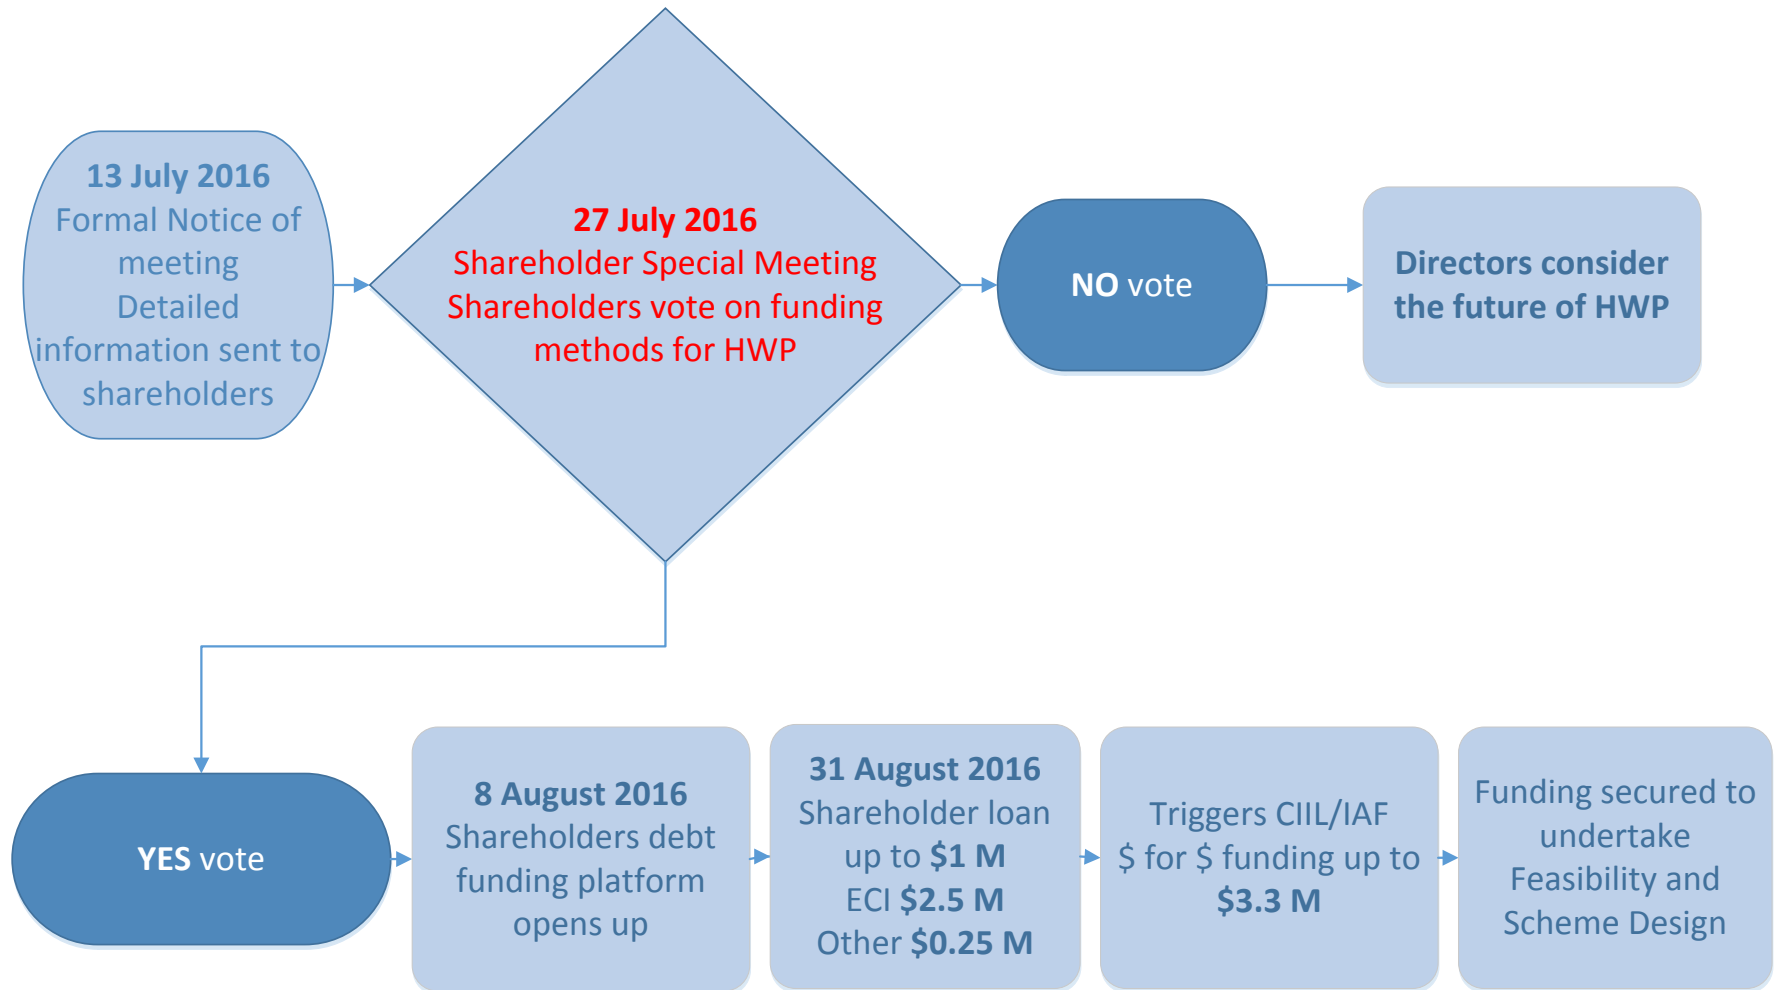 13 July 2016
Formal Notice of
meeting
Detailed
information sent to
shareholders
27 July 2016
Shareholder Special Meeting
Shareholders vote on funding
methods for HWP
NO vote
Directors consider
the future of HWP
YES vote
8 August 2016
Shareholders debt
funding platform
opens up
31 August 2016
Shareholder loan
up to $1 M
ECI $2.5 M
Other $0.25 M
Triggers CIIL/IAF
$ for $ funding up to
$3.3 M
Funding secured to
undertake
Feasibility and
Scheme Design